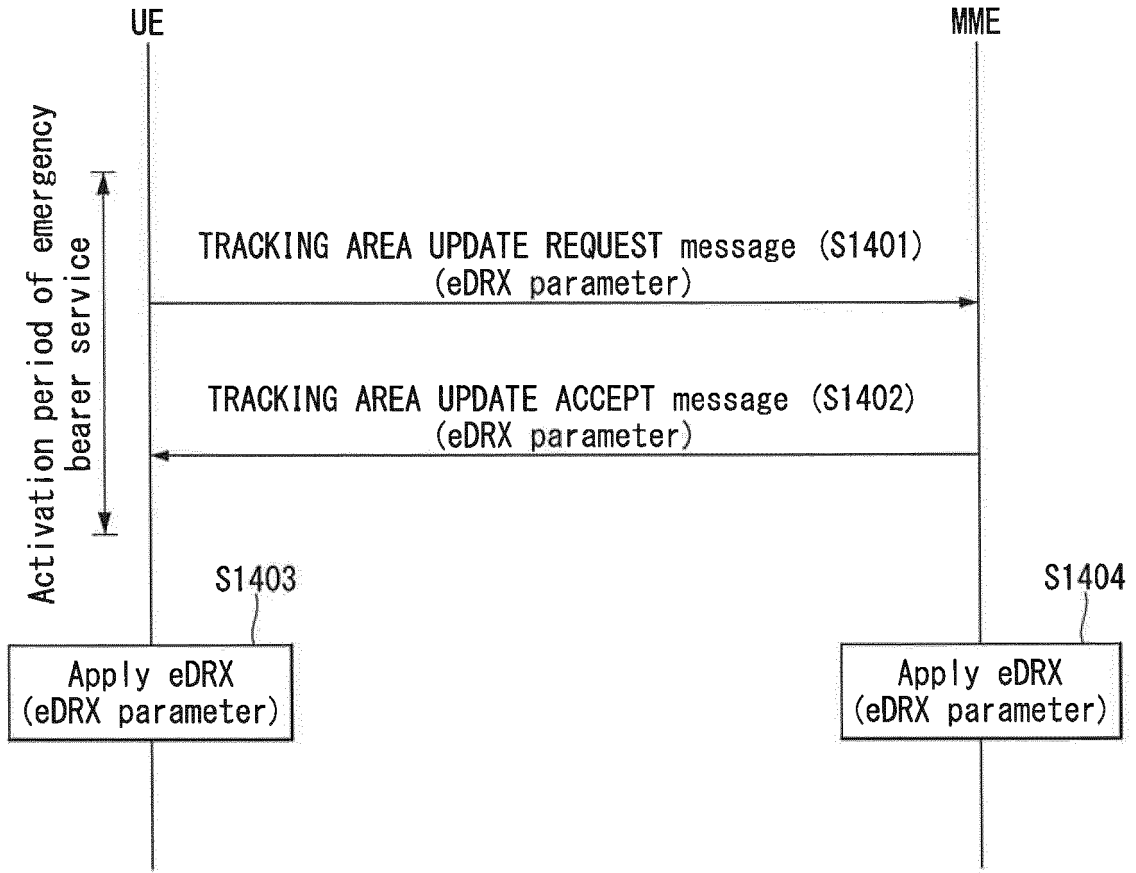 UE
MME
Activation period of emergency
bearer service
TRACKING AREA UPDATE REQUEST message (S1401)
(eDRX parameter)
TRACKING AREA UPDATE ACCEPT message (S1402)
(eDRX parameter)
S1403
S1404
Apply eDRX
(eDRX parameter)
Apply eDRX
(eDRX parameter)